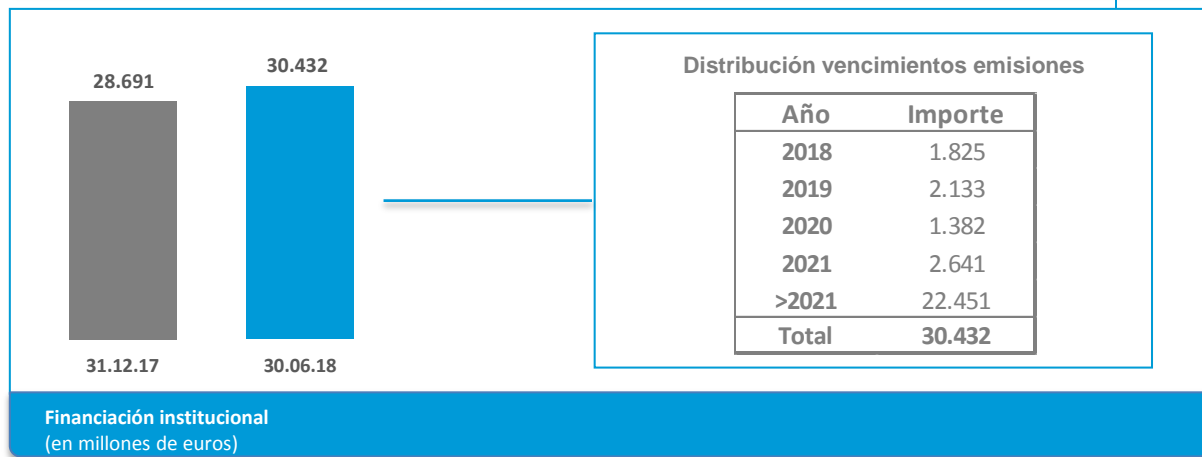 28.691
30.432
31.12.17
30.06.18
Distribución vencimientos emisiones
Año Importe
2018 1.825
2019 2.133
2020 1.382
2021 2.641
>2021 22.451
Total 30.432
Financiación institucional
(en millones de euros)